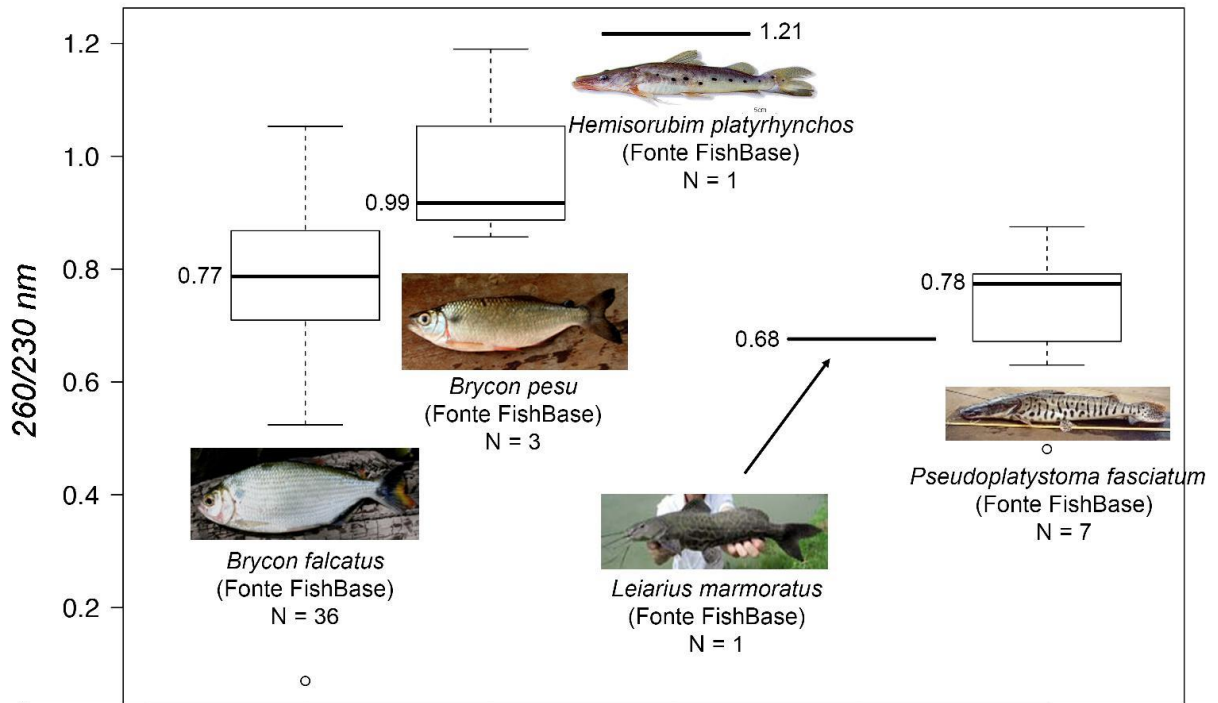 260/230 nm
1.2
1.0
0.8
0.6
0.4
0.2
1.21
5cm
Hemisorubim platyrhynchos
(Fonte FishBase)
N = 1
0.99
0.77
Brycon pesu
(Fonte FishBase)
N = 3
0.68
0.78
Brycon falcatus
(Fonte FishBase)
N = 36
Leiarius marmoratus
(Fonte FishBase)
N = 1
Pseudoplatystoma fasciatum
(Fonte FishBase)
N = 7